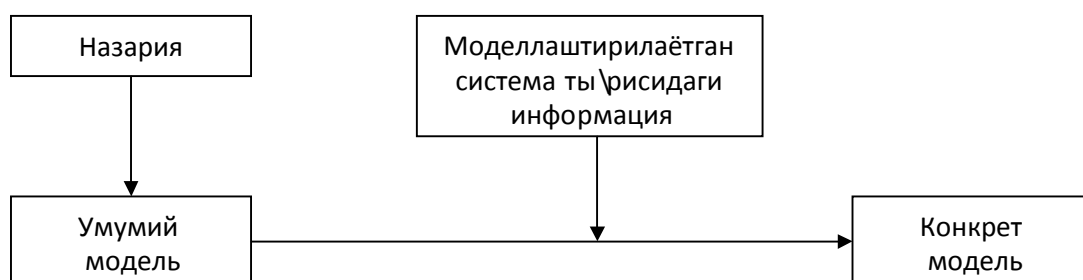 Назария
Моделлаштирилаётган
система ты\рисидаги
информация
Умумий
модель
Конкрет
модель